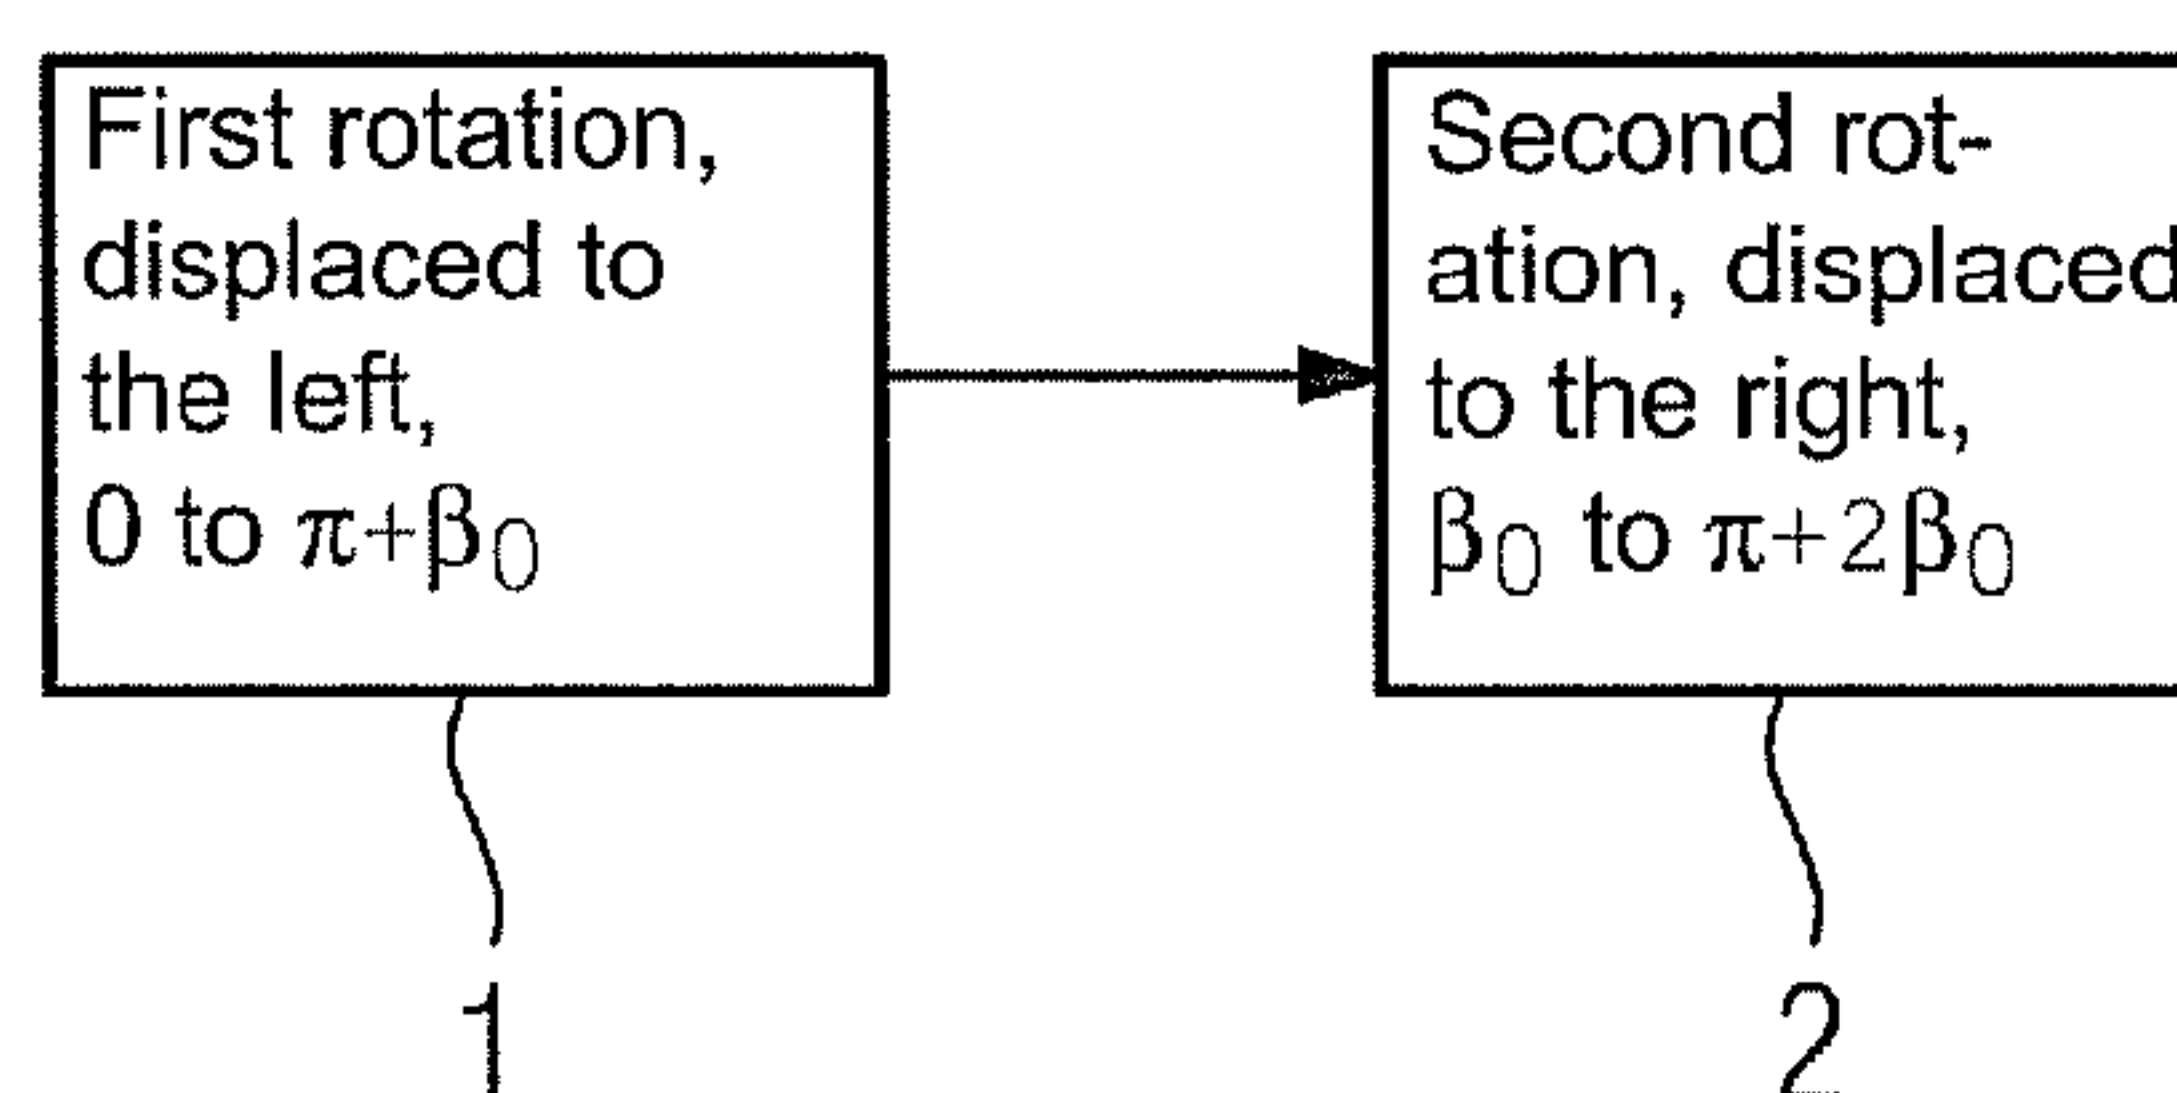 First rotation,
displaced to
the left,
0 to π+β₀
Second rot-
ation, displaced
to the right,
β₀ to π+2β₀
1
2